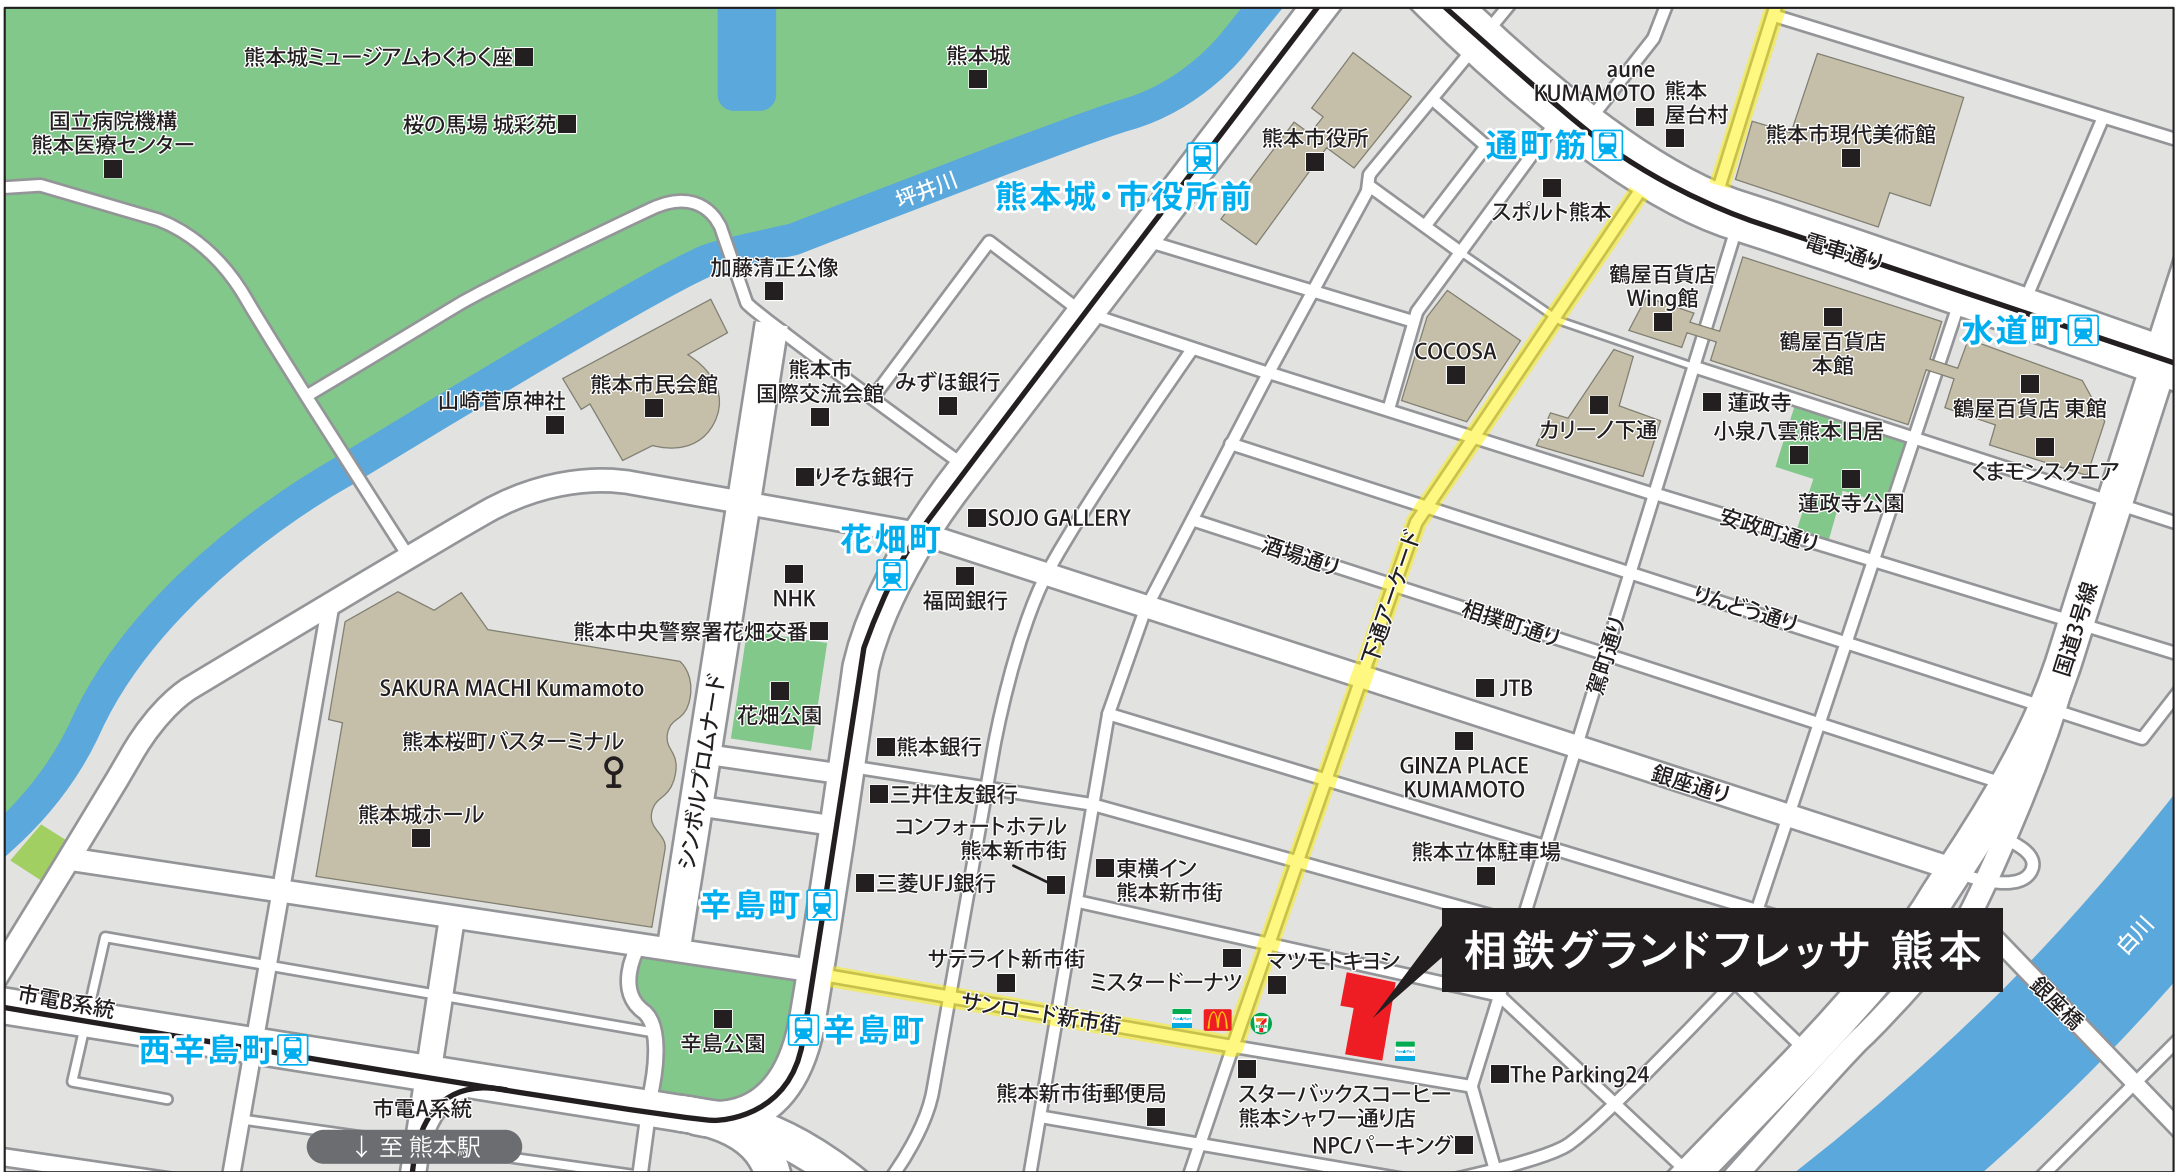 熊本城ミュージアムわくわく座
熊本城
桜の馬場 城彩苑
国立病院機構
熊本医療センター
坪井川
熊本城・市役所前
熊本市役所
aune
KUMAMOTO
熊本
屋台村
通町筋
熊本市現代美術館
スポルト熊本
電車通り
加藤清正公像
鶴屋百貨店
Wing館
鶴屋百貨店
本館
水道町
COCOSA
熊本市民会館
熊本市
国際交流会館
みずほ銀行
山崎菅原神社
カリーノ下通
蓮政寺
小泉八雲熊本旧居
鶴屋百貨店 東館
くまモンスクエア
蓮政寺公園
りそな銀行
SOJO GALLERY
花畑町
安政町通り
酒場通り
下通アーケード
NHK
福岡銀行
りんどう通り
相撲町通り
駕町通り
国道3号線
熊本中央警察署花畑交番
SAKURA MACHI Kumamoto
花畑公園
JTB
熊本桜町バスターミナル
シンボルプロムナード
熊本銀行
GINZA PLACE
KUMAMOTO
銀座通り
三井住友銀行
熊本城ホール
コンフォートホテル
熊本新市街
東横イン
熊本新市街
熊本立体駐車場
三菱UFJ銀行
辛島町
相鉄グランドフレッサ 熊本
白川
サテライト新市街
ミスタードーナツ
マツモトキヨシ
サンロード新市街
銀座橋
市電B系統
西辛島町
辛島公園
辛島町
The Parking24
市電A系統
熊本新市街郵便局
スターバックスコーヒー
熊本シャワー通り店
NPCパーキング
↓ 至 熊本駅